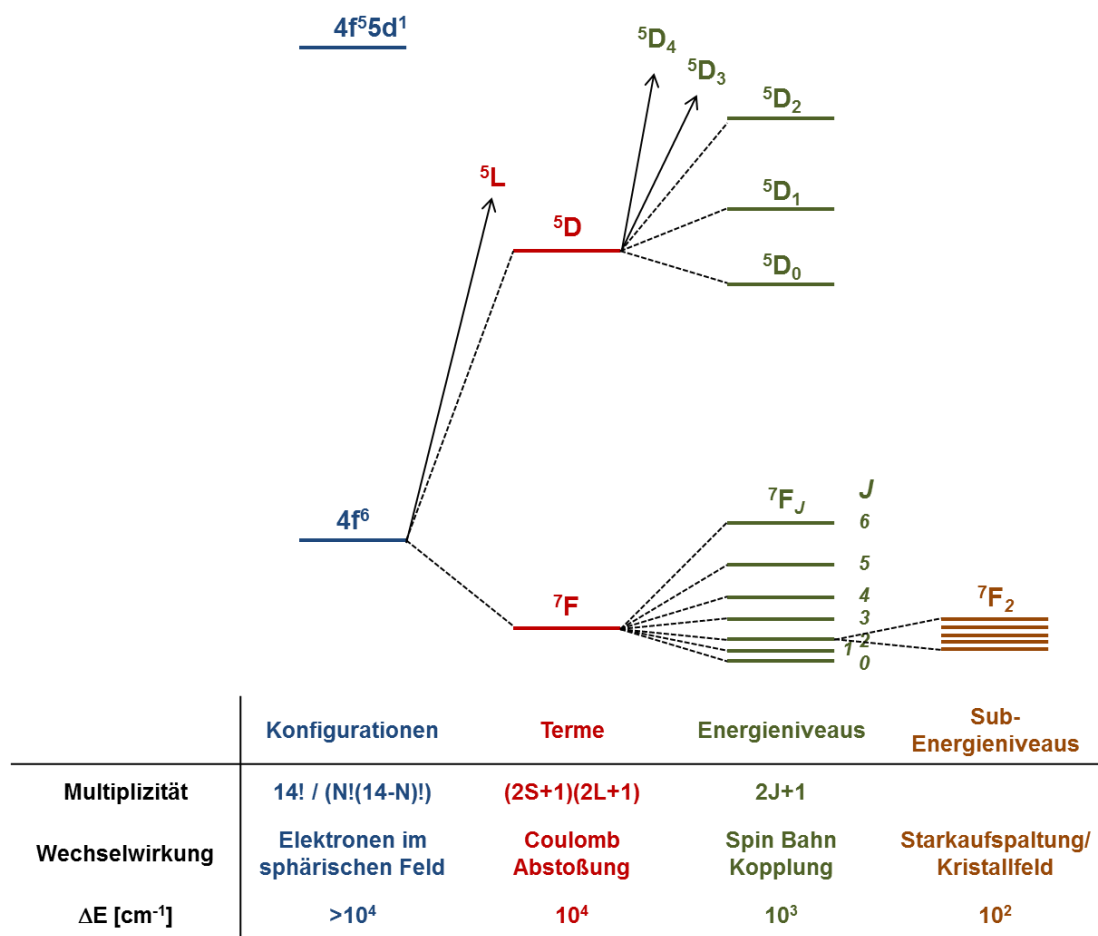 4f⁵5d¹
⁵D₄
⁵D₃
⁵D₂
⁵L
⁵D₁
⁵D
⁵D₀
⁷F_J J
4f⁶
6
5
⁷F
4
⁷F₂
3
2
1
0
Konfigurationen Terme Energieniveaus Sub-
Energieniveaus
Multiplizität 14! / (N!(14-N)!) (2S+1)(2L+1) 2J+1
Wechselwirkung Elektronen im Coulomb Spin Bahn Starkaufspaltung/
sphärischen Feld Abstoßung Kopplung Kristallfeld
ΔE [cm⁻¹] >10⁴ 10⁴ 10³ 10²